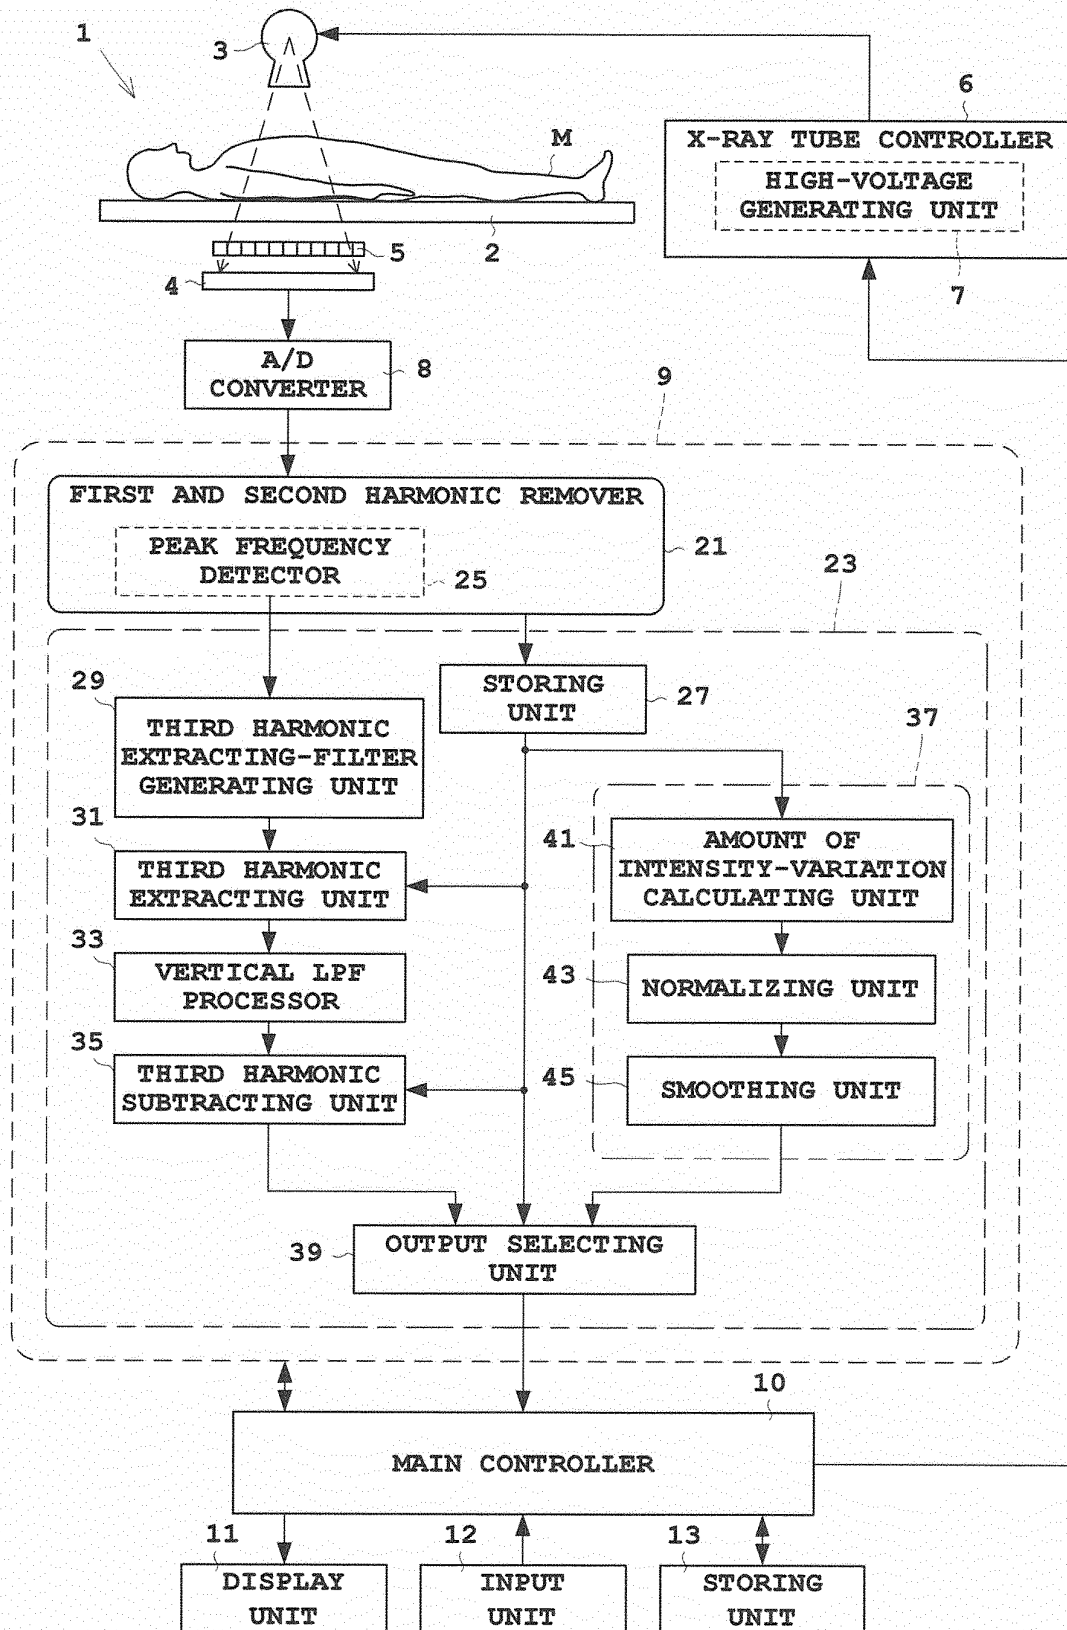 1
3
6
X-RAY TUBE CONTROLLER
HIGH-VOLTAGE
GENERATING UNIT
7
M
2
5
4
A/D
CONVERTER
8
9
FIRST AND SECOND HARMONIC REMOVER
PEAK FREQUENCY
DETECTOR
25
21
23
29
THIRD HARMONIC
EXTRACTING-FILTER
GENERATING UNIT
STORING
UNIT
27
37
31
THIRD HARMONIC
EXTRACTING UNIT
41
AMOUNT OF
INTENSITY-VARIATION
CALCULATING UNIT
33
VERTICAL LPF
PROCESSOR
43
NORMALIZING UNIT
35
THIRD HARMONIC
SUBTRACTING UNIT
45
SMOOTHING UNIT
39
OUTPUT SELECTING
UNIT
10
MAIN CONTROLLER
11
DISPLAY
UNIT
12
INPUT
UNIT
13
STORING
UNIT